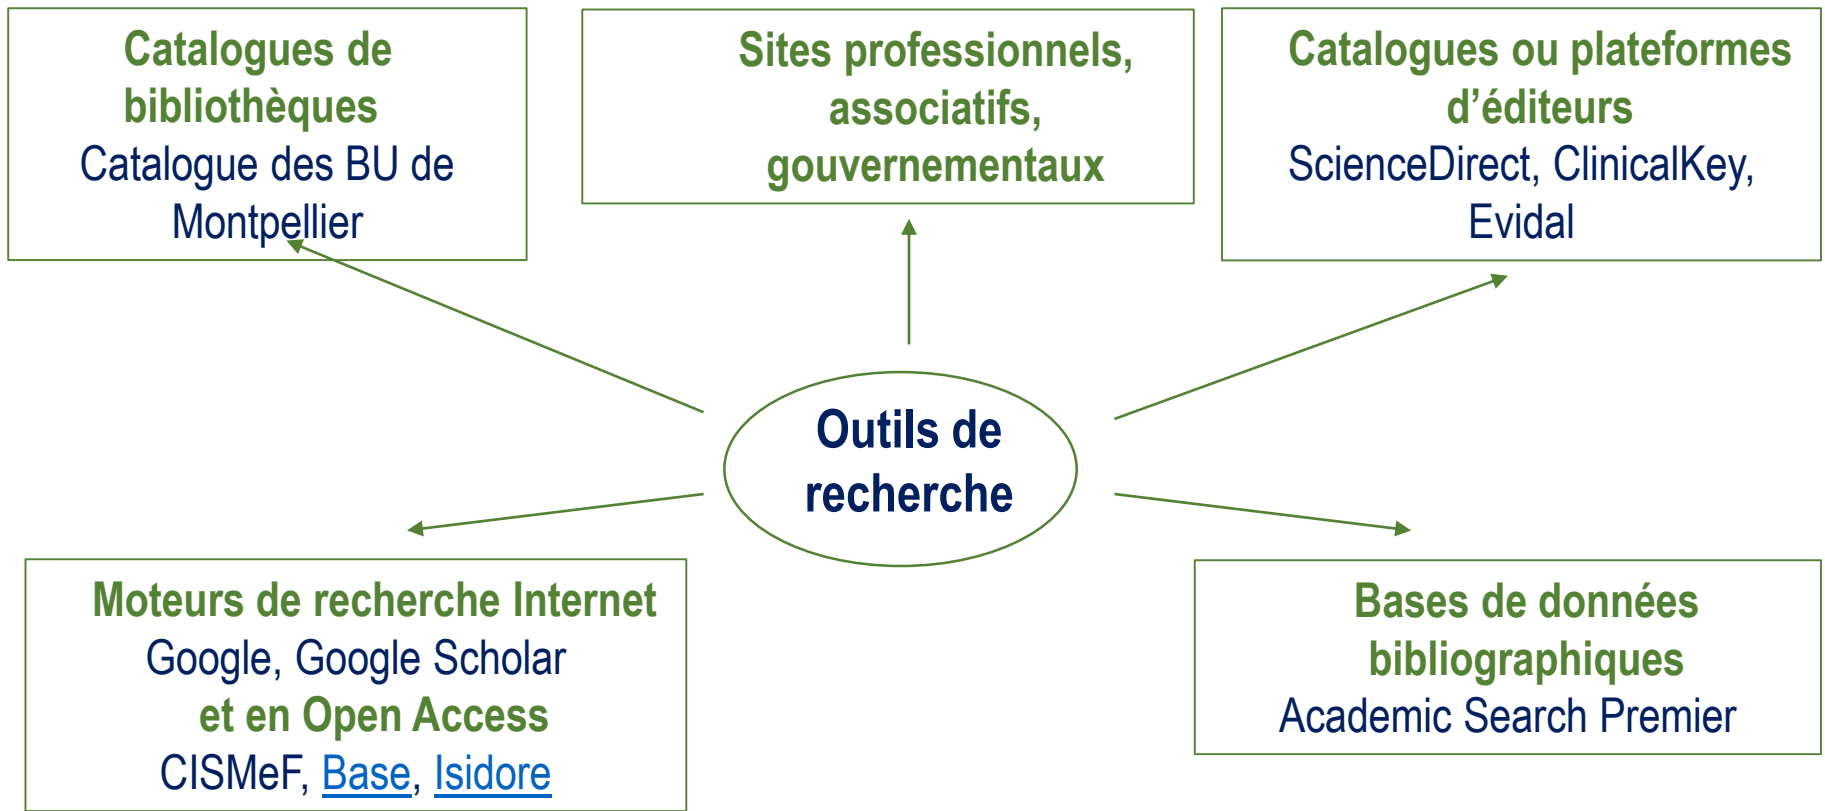 Catalogues de
bibliothèques
Catalogue des BU de
Montpellier
Sites professionnels,
associatifs,
gouvernementaux
Catalogues ou plateformes
d’éditeurs
ScienceDirect, ClinicalKey,
Evidal
Outils de
recherche
Moteurs de recherche Internet
Google, Google Scholar
et en Open Access
CISMeF, Base, Isidore
Bases de données
bibliographiques
Academic Search Premier